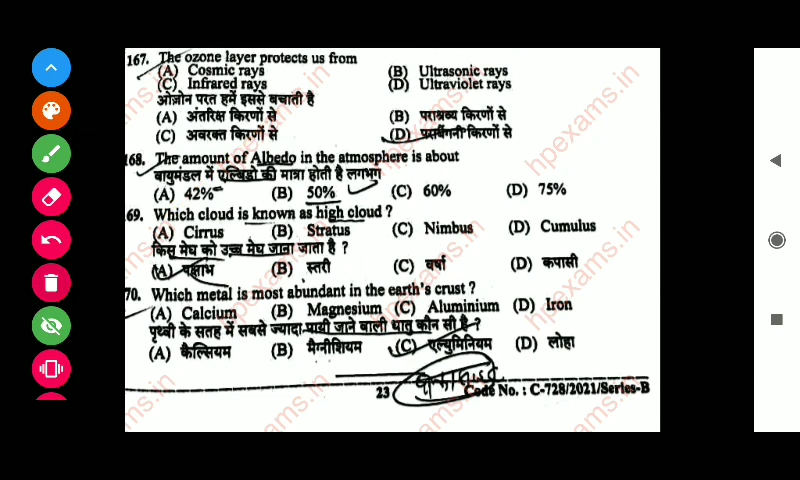 167. The ozone layer protects us from
(A) Cosmic rays (B) Ultrasonic rays
(C) Infrared rays (D) Ultraviolet rays
ओज़ोन परत हमें इससे बचाती है
(A) अंतरिक्ष किरणों से (B) पराश्रव्य किरणों से
(C) अवरक्त किरणों से (D) पराबैंगनी किरणों से
168. The amount of Albedo in the atmosphere is about
वायुमंडल में एल्बिडो की मात्रा होती है लगभग
(A) 42% (B) 50% (C) 60% (D) 75%
69. Which cloud is known as high cloud ?
(A) Cirrus (B) Stratus (C) Nimbus (D) Cumulus
किस मेघ को उच्च मेघ जाना जाता है ?
(A) पक्षाभ (B) स्तरी (C) वर्षा (D) कपासी
70. Which metal is most abundant in the earth's crust ?
(A) Calcium (B) Magnesium (C) Aluminium (D) Iron
पृथ्वी के सतह में सबसे ज्यादा पायी जाने वाली धातु कौन सी है ?
(A) कैल्सियम (B) मैग्नीशियम (C) एल्युमिनियम (D) लोहा
23 Code No. : C-728/2021/Series-B
hpexams.in